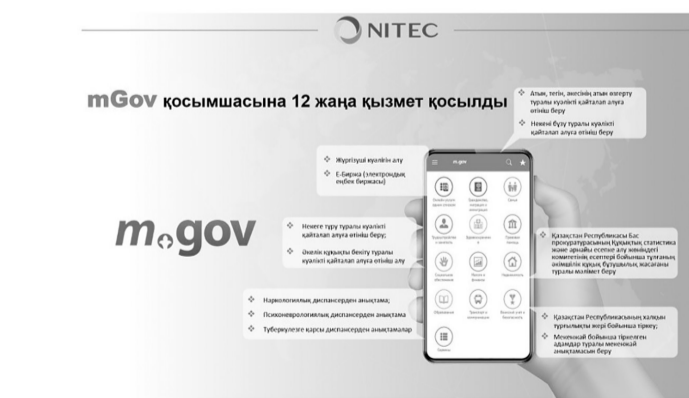 NITEC
mGov қосымшасына 12 жаңа қызмет қосылды
Атын, тегін, әкесінің атын өзгерту
туралы куәлікті қайталап алуға
өтініш беру
Некені бұзу туралы куәлікті
қайталап алуға өтініш беру
Жүргізуші куәлігін алу
Е-Биржа (электрондық
еңбек биржасы)
m.gov
m.gov
Некеге тұру туралы куәлікті
қайталап алуға өтініш беру;
Әкелік құқықты бекіту туралы
куәлікті қайталап алуға өтініш алу
Қазақстан Республикасы Бас
прокуратурасының Құқықтық статистика
және арнайы есепке алу жөніндегі
комитетінің есептері бойынша тұлғаның
әкімшілік құқық бұзушылық жасағаны
туралы мәлімет беру
Наркологиялық диспансерден анықтама;
Психоневрологиялық диспансерден анықтама
Туберкулезге қарсы диспансерден анықтамалар
Қазақстан Республикасының халқын
тұрғылықты жері бойынша тіркеу;
Мекенжай бойынша тіркелген
адамдар туралы мекенжай
анықтамасын беру